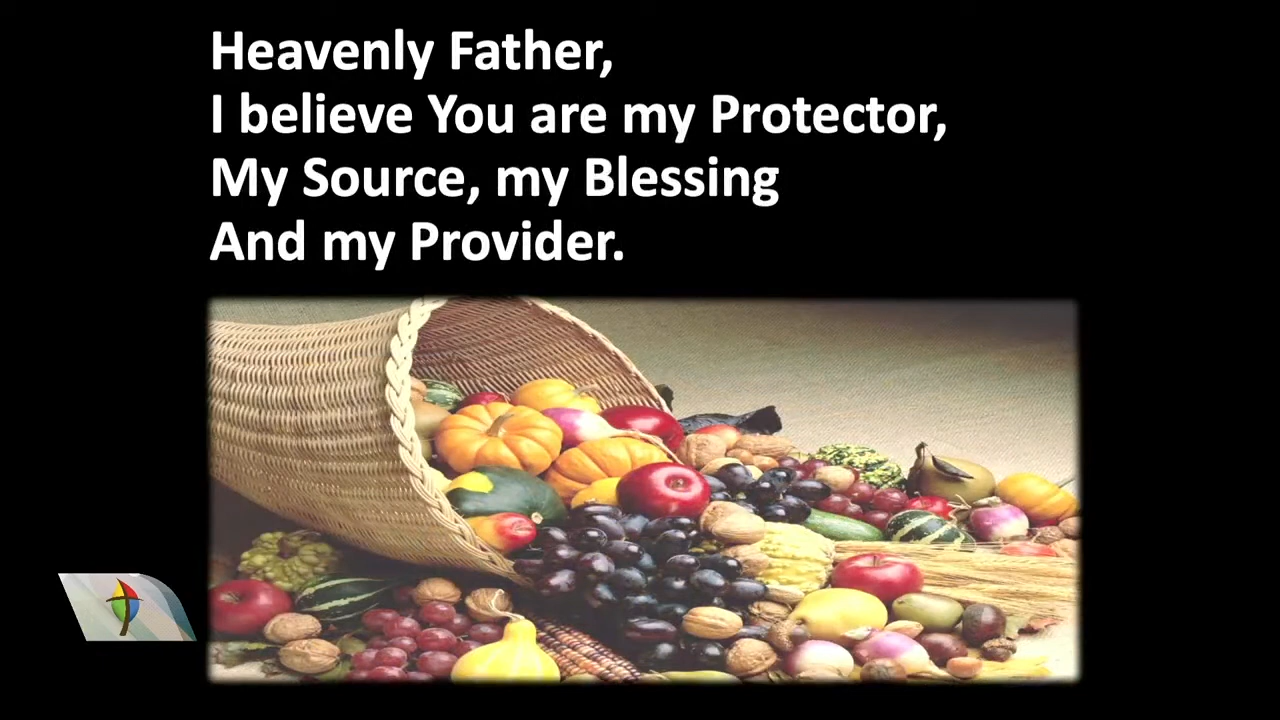 Heavenly Father,
I believe You are my Protector,
My Source, my Blessing
And my Provider.